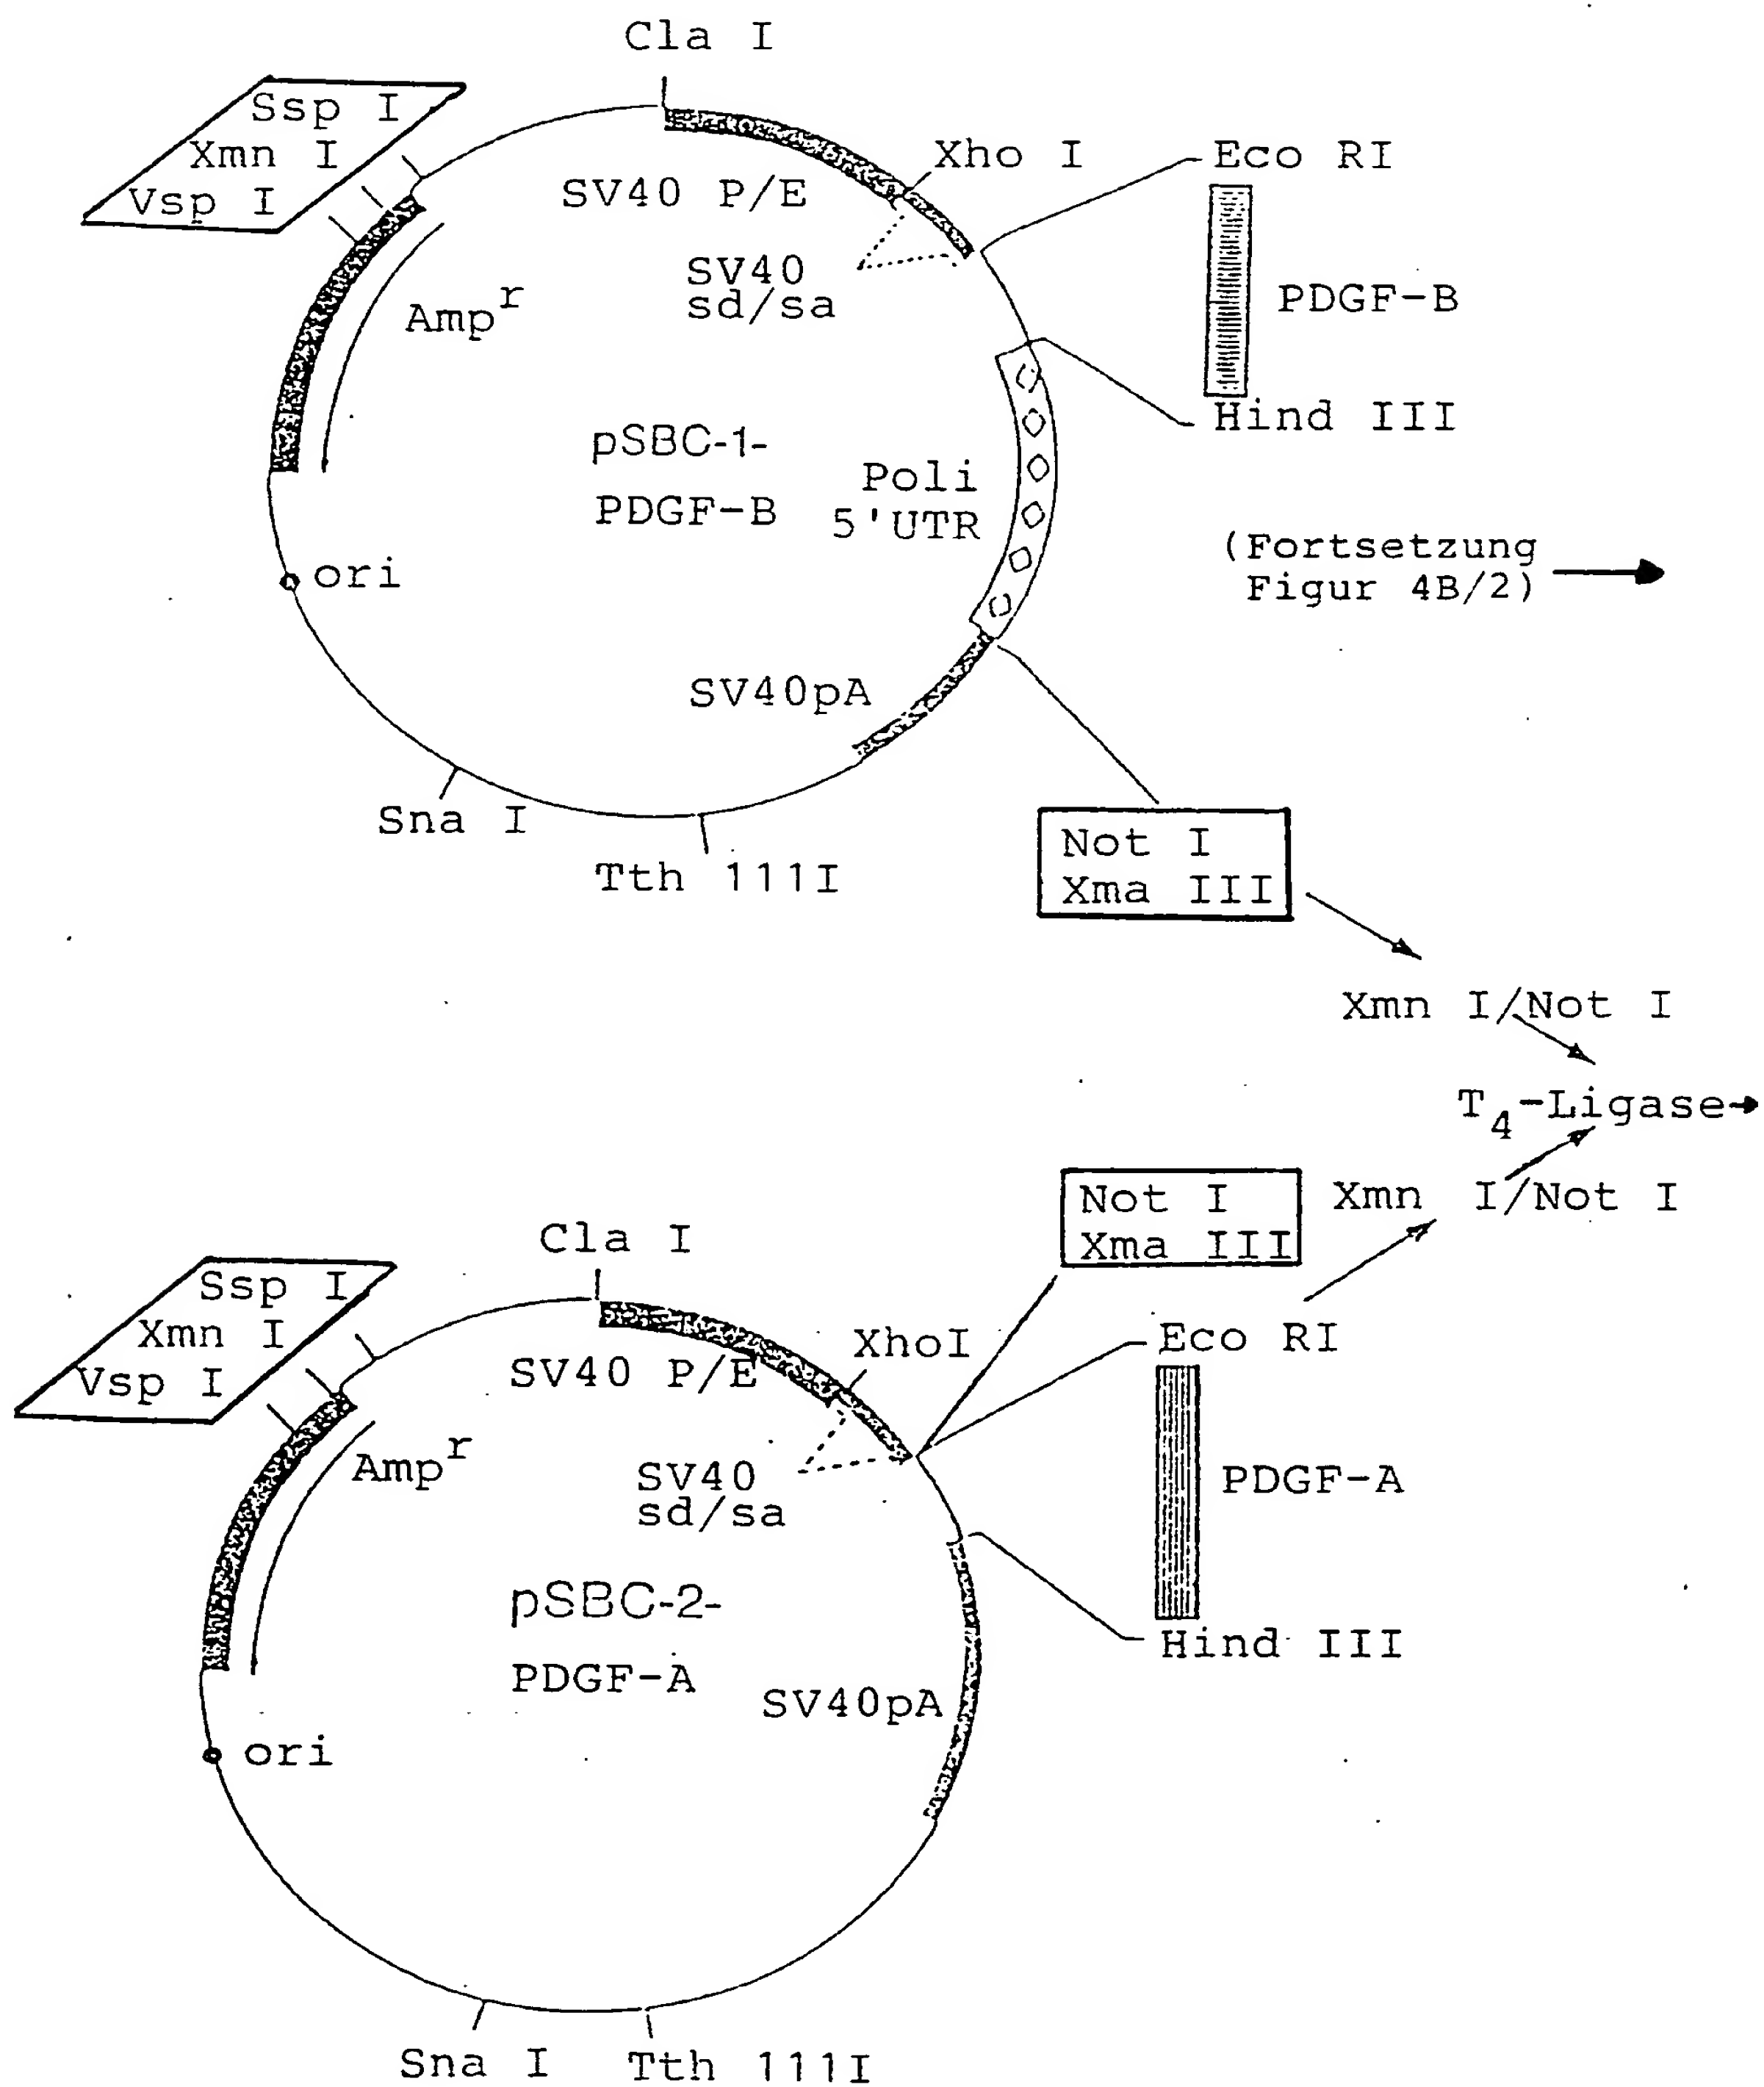 Cla I
Ssp I
Xmn I
Vsp I
Xho I
Eco RI
SV40 P/E
SV40
sd/sa
PDGF-B
Amp^r
Hind III
pSBC-1-
PDGF-B
Poli
5'UTR
(Fortsetzung
Figur 4B/2)
ori
SV40pA
Sna I
Tth 111I
Not I
Xma III
Xmn I/Not I
T4-Ligase
Not I
Xma III
Xmn I/Not I
Cla I
Ssp I
Xmn I
Vsp I
XhoI
Eco RI
SV40 P/E
Amp^r
SV40
sd/sa
PDGF-A
pSBC-2-
PDGF-A
Hind III
SV40pA
ori
Sna I
Tth 111I